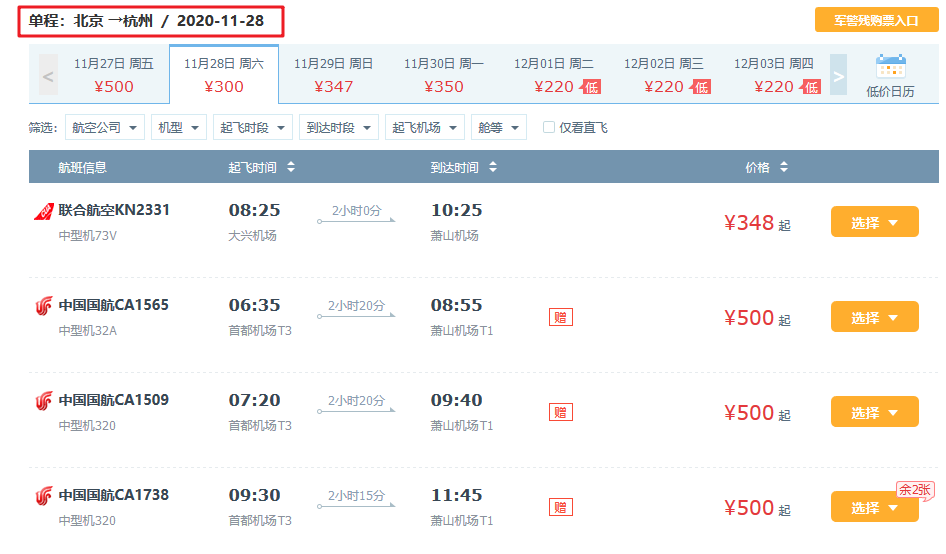 单程：北京 →杭州 / 2020-11-28
军警残购票入口
< 11月27日 周五 11月28日 周六 11月29日 周日 11月30日 周一 12月01日 周二 12月02日 周三 12月03日 周四 >
¥500 ¥300 ¥347 ¥350 ¥220 低 ¥220 低 ¥220 低
低价日历
筛选： 航空公司 机型 起飞时段 到达时段 起飞机场 舱等 仅看直飞
航班信息 起飞时间 到达时间 价格
联合航空KN2331 08:25 2小时0分 10:25 ¥348 起 选择
中型机73V 大兴机场 萧山机场
中国国航CA1565 06:35 2小时20分 08:55 赠 ¥500 起 选择
中型机32A 首都机场T3 萧山机场T1
中国国航CA1509 07:20 2小时20分 09:40 赠 ¥500 起 选择
中型机320 首都机场T3 萧山机场T1
余2张
中国国航CA1738 09:30 2小时15分 11:45 赠 ¥500 起 选择
中型机320 首都机场T3 萧山机场T1